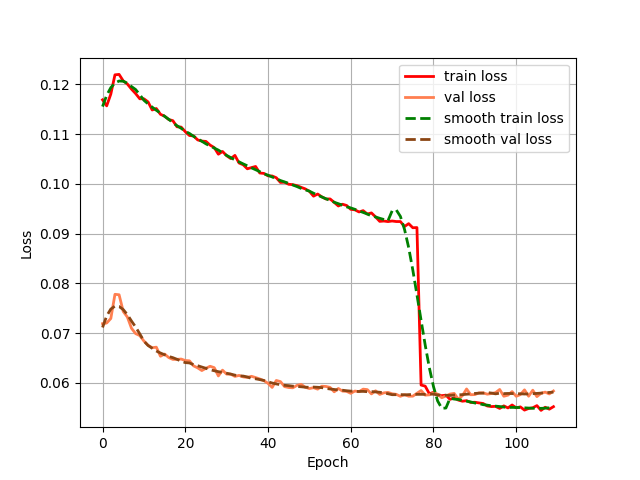 0.12
0.11
0.10
0.09
0.08
0.07
0.06
Loss
0 20 40 60 80 100
Epoch
train loss
val loss
smooth train loss
smooth val loss